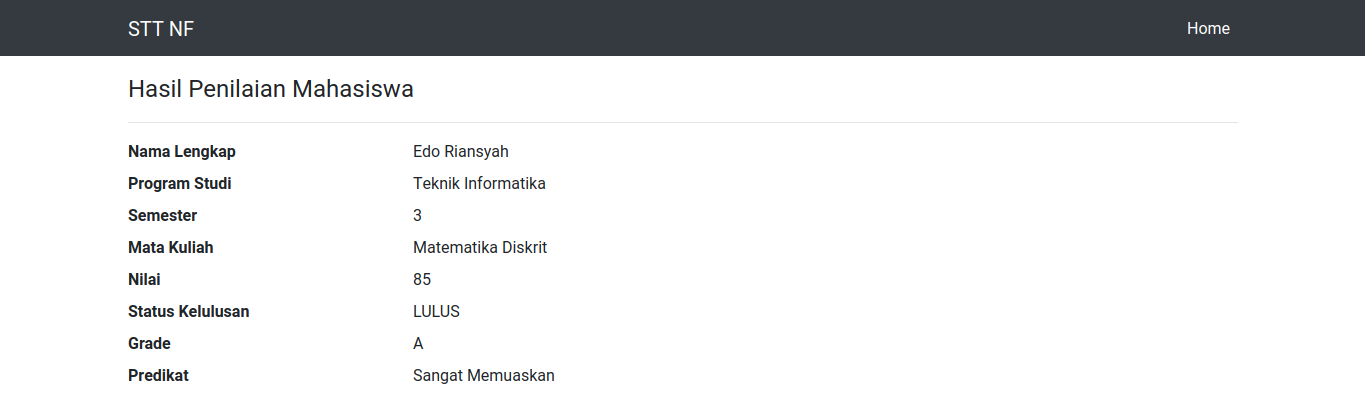 STT NF Home
Hasil Penilaian Mahasiswa
Nama Lengkap Edo Riansyah
Program Studi Teknik Informatika
Semester 3
Mata Kuliah Matematika Diskrit
Nilai 85
Status Kelulusan LULUS
Grade A
Predikat Sangat Memuaskan